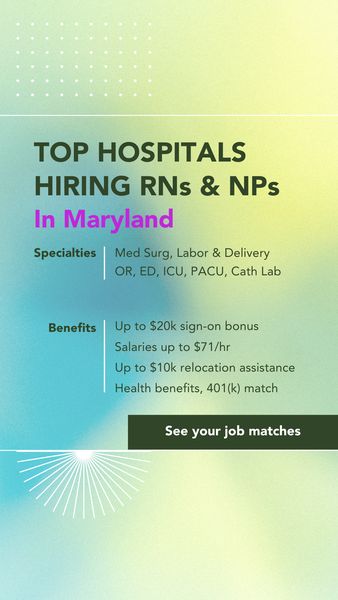 TOP HOSPITALS
HIRING RNs & NPs
In Maryland
Specialties
Med Surg, Labor & Delivery
OR, ED, ICU, PACU, Cath Lab
Benefits
Up to $20k sign-on bonus
Salaries up to $71/hr
Up to $10k relocation assistance
Health benefits, 401(k) match
See your job matches